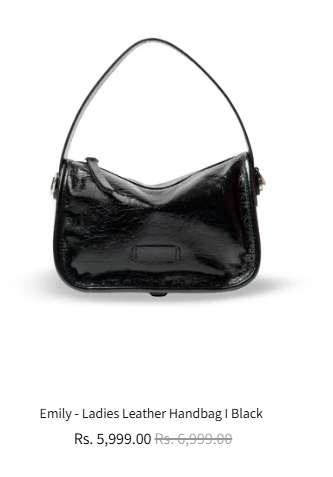 Emily - Ladies Leather Handbag I Black
Rs. 5,999.00 Rs. 6,999.00